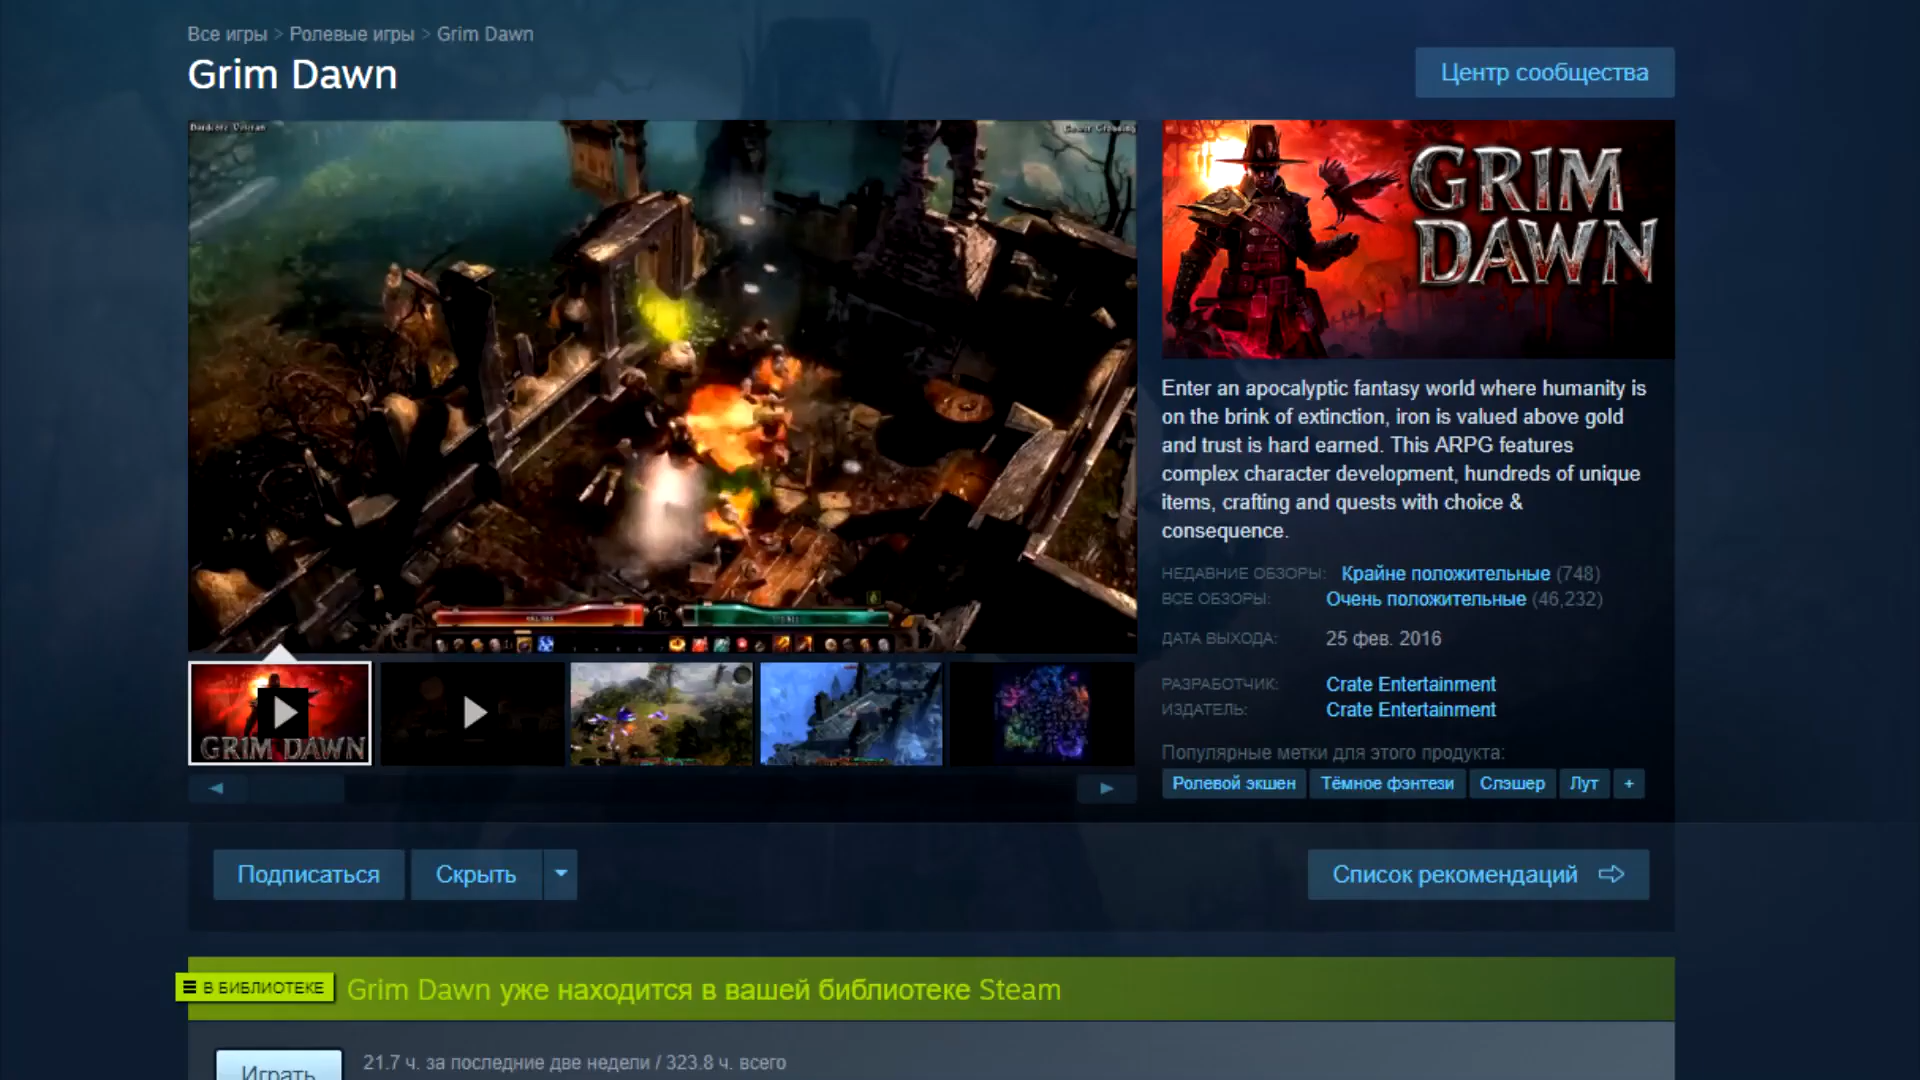 Все игры > Ролевые игры > Grim Dawn
Grim Dawn
Центр сообщества
GRIM
DAWN
Enter an apocalyptic fantasy world where humanity is
on the brink of extinction, iron is valued above gold
and trust is hard earned. This ARPG features
complex character development, hundreds of unique
items, crafting and quests with choice &
consequence.
НЕДАВНИЕ ОБЗОРЫ: Крайне положительные (748)
ВСЕ ОБЗОРЫ: Очень положительные (46,232)
ДАТА ВЫХОДА: 25 фев. 2016
РАЗРАБОТЧИК: Crate Entertainment
ИЗДАТЕЛЬ: Crate Entertainment
Популярные метки для этого продукта:
Ролевой экшен Тёмное фэнтези Слэшер Лут +
GRIM DAWN
Подписаться Скрыть Список рекомендаций
В БИБЛИОТЕКЕ Grim Dawn уже находится в вашей библиотеке Steam
Играть 21.7 ч. за последние две недели / 323.8 ч. всего